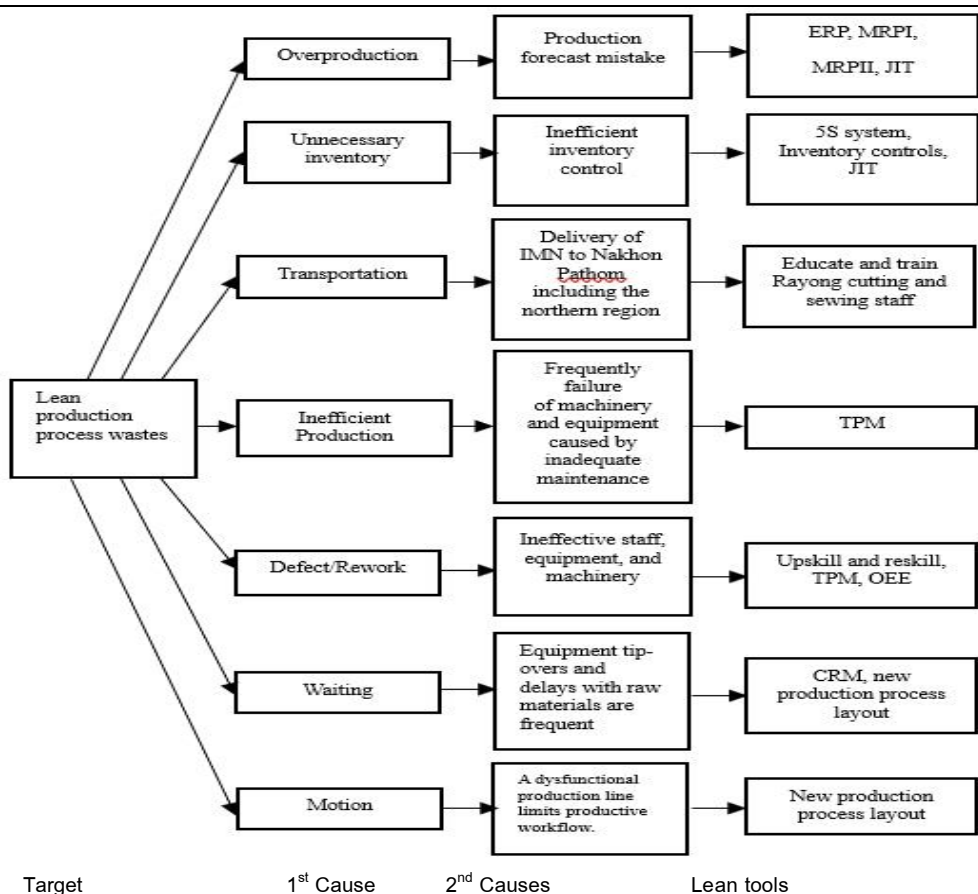 Overproduction
Production
forecast mistake
ERP, MRPI,
MRPII, JIT
Unnecessary
inventory
Inefficient
inventory
control
5S system,
Inventory controls,
JIT
Transportation
Delivery of
IMN to Nakhon
Pathom
including the
northern region
Educate and train
Rayong cutting and
sewing staff
Lean
production
process wastes
Inefficient
Production
Frequently
failure
of machinery
and equipment
caused by
inadequate
maintenance
TPM
Defect/Rework
Ineffective staff,
equipment, and
machinery
Upskill and reskill,
TPM, OEE
Waiting
Equipment tip-
overs and
delays with raw
materials are
frequent
CRM, new
production process
layout
Motion
A dysfunctional
production line
limits productive
workflow.
New production
process layout
Target 1st Cause 2nd Causes Lean tools